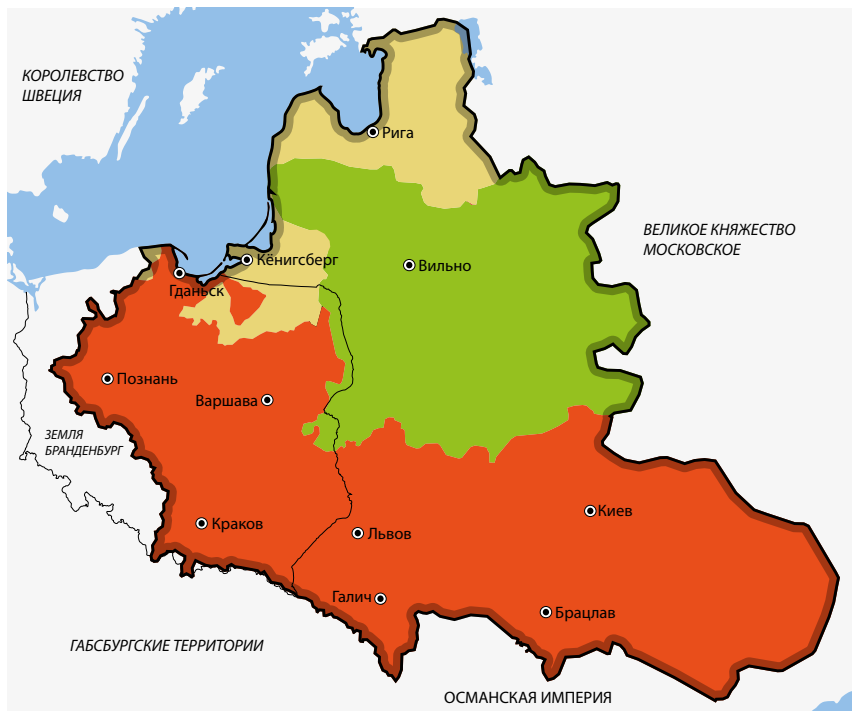 КОРОЛЕВСТВО
ШВЕЦИЯ
Рига
ВЕЛИКОЕ КНЯЖЕСТВО
МОСКОВСКОЕ
Кёнигсберг
Вильно
Гданьск
Познань
Варшава
ЗЕМЛЯ
БРАНДЕНБУРГ
Киев
Краков
Львов
Галич
Брацлав
ГАБСБУРГСКИЕ ТЕРРИТОРИИ
ОСМАНСКАЯ ИМПЕРИЯ